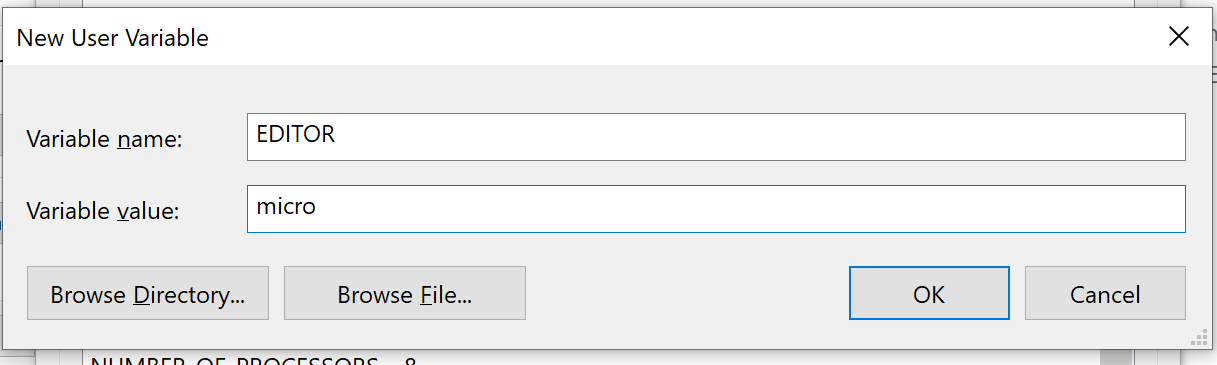 New User Variable
Variable name:
EDITOR
Variable value:
micro
Browse Directory...
Browse File...
OK
Cancel
NUMBER_OF_PROCESSORS 8